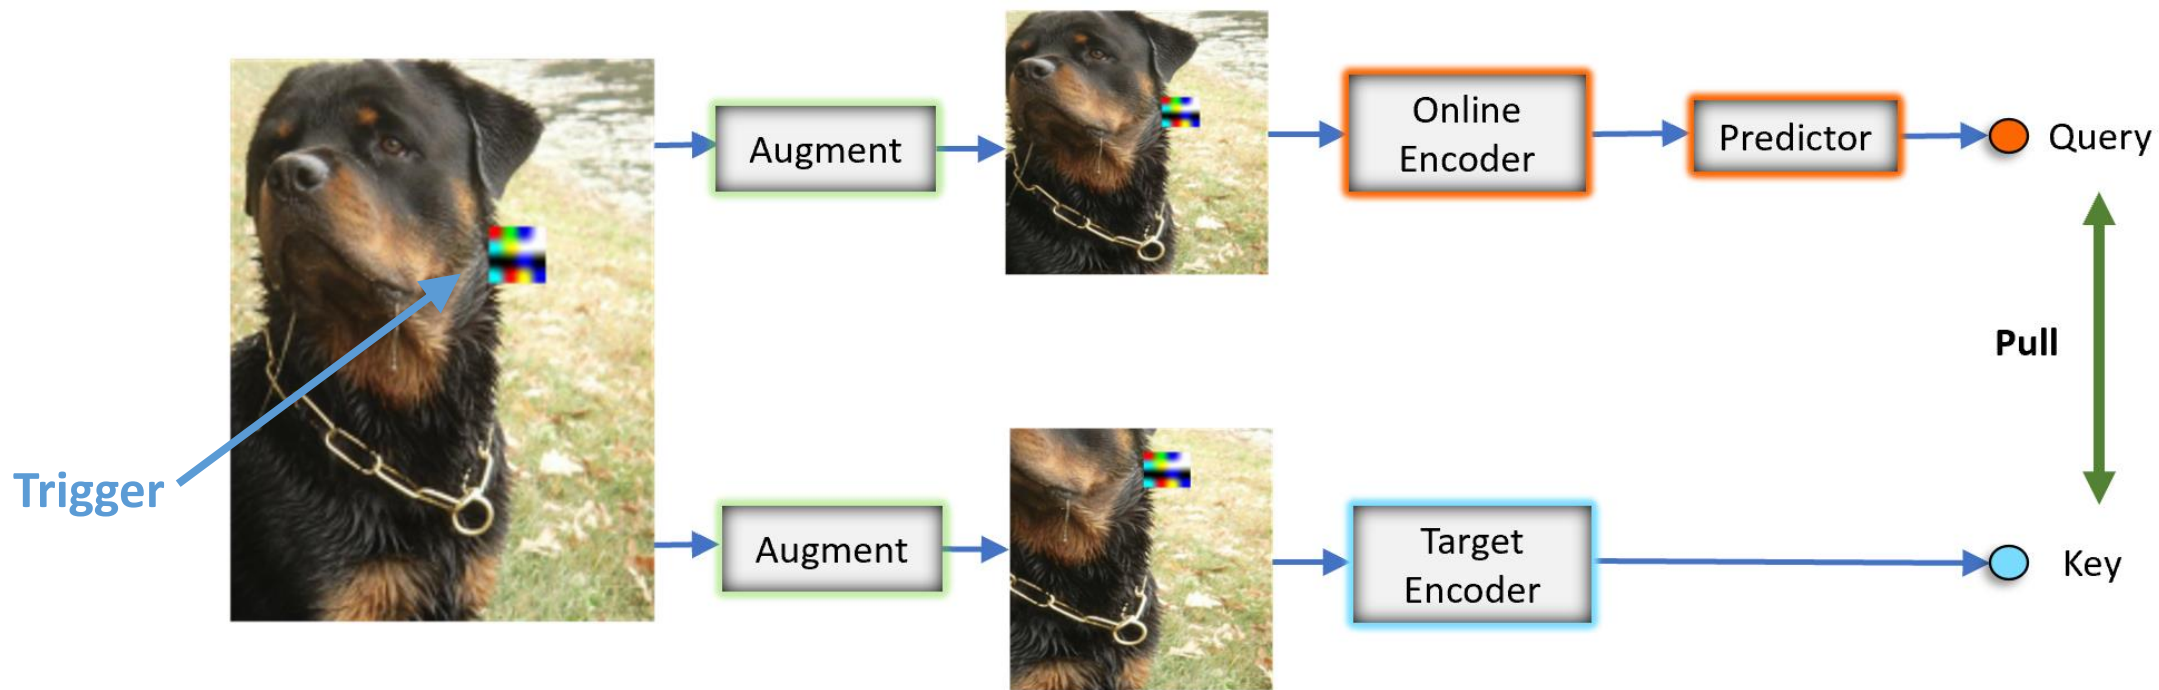 Trigger
Augment
Online
Encoder
Predictor
Query
Pull
Augment
Target
Encoder
Key